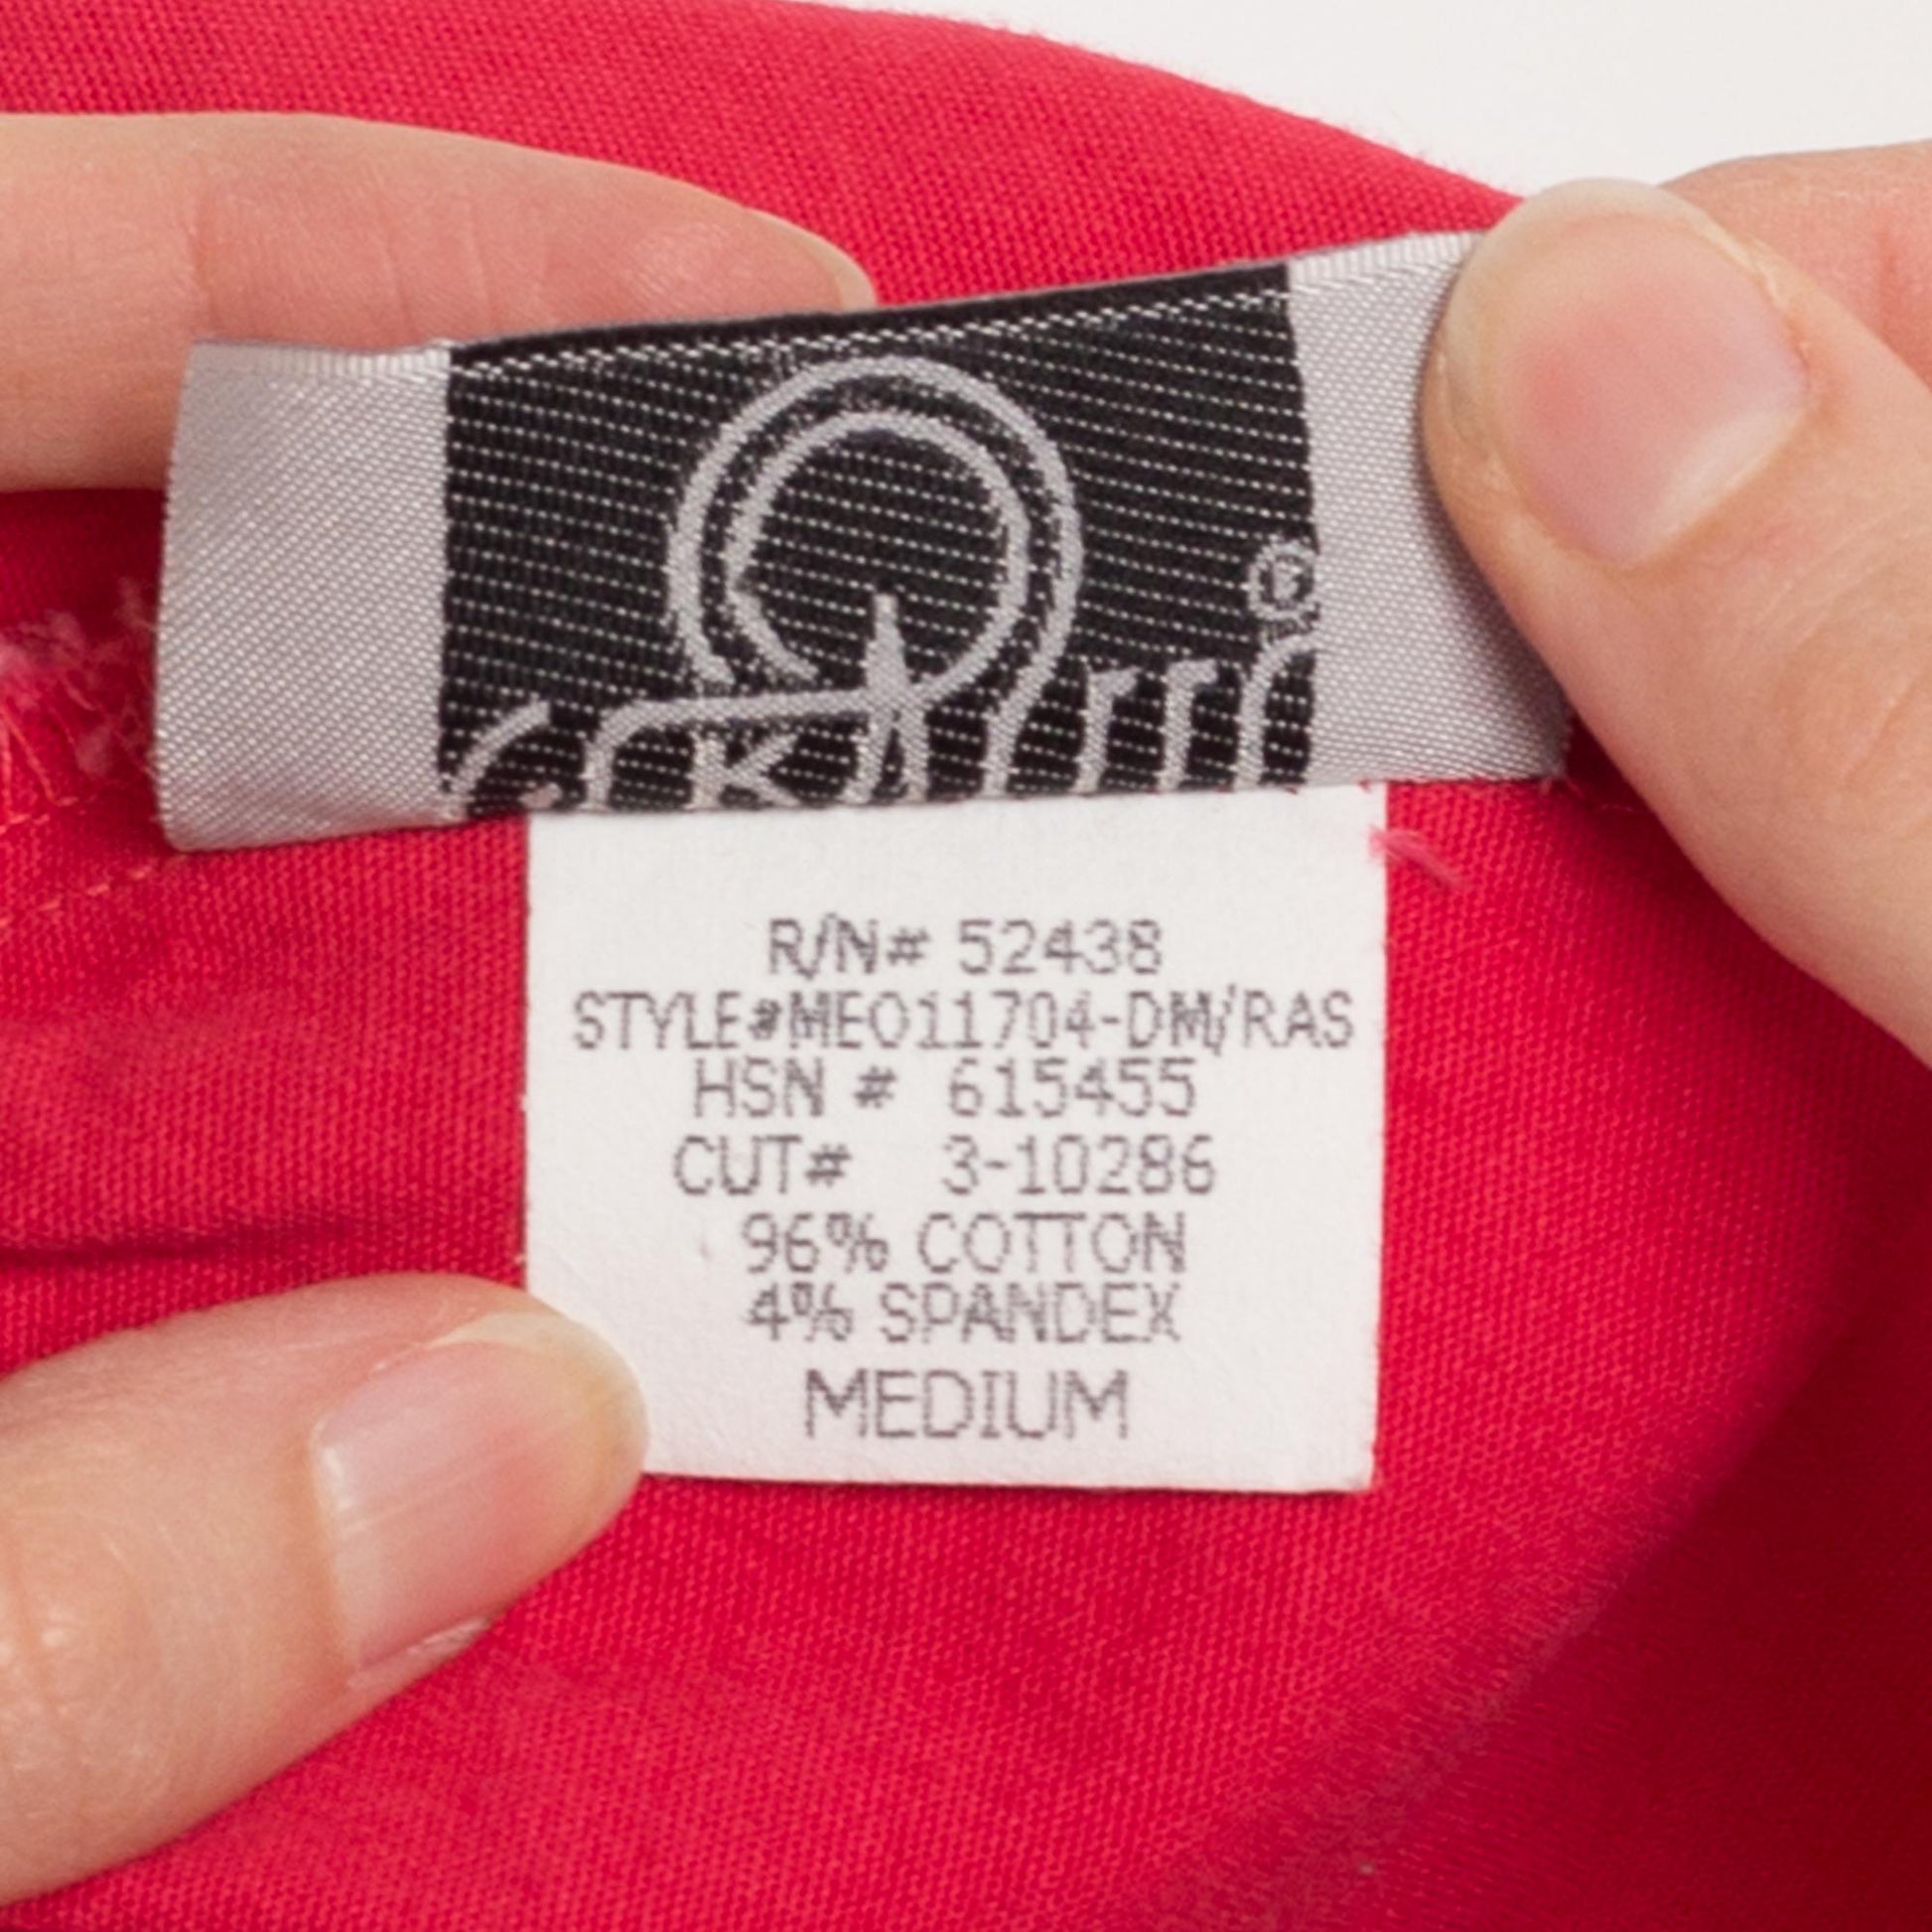 ®
R/N# 52438
STYLE#ME011704-DM/RAS
HSN # 615455
CUT# 3-10286
96% COTTON
4% SPANDEX
MEDIUM